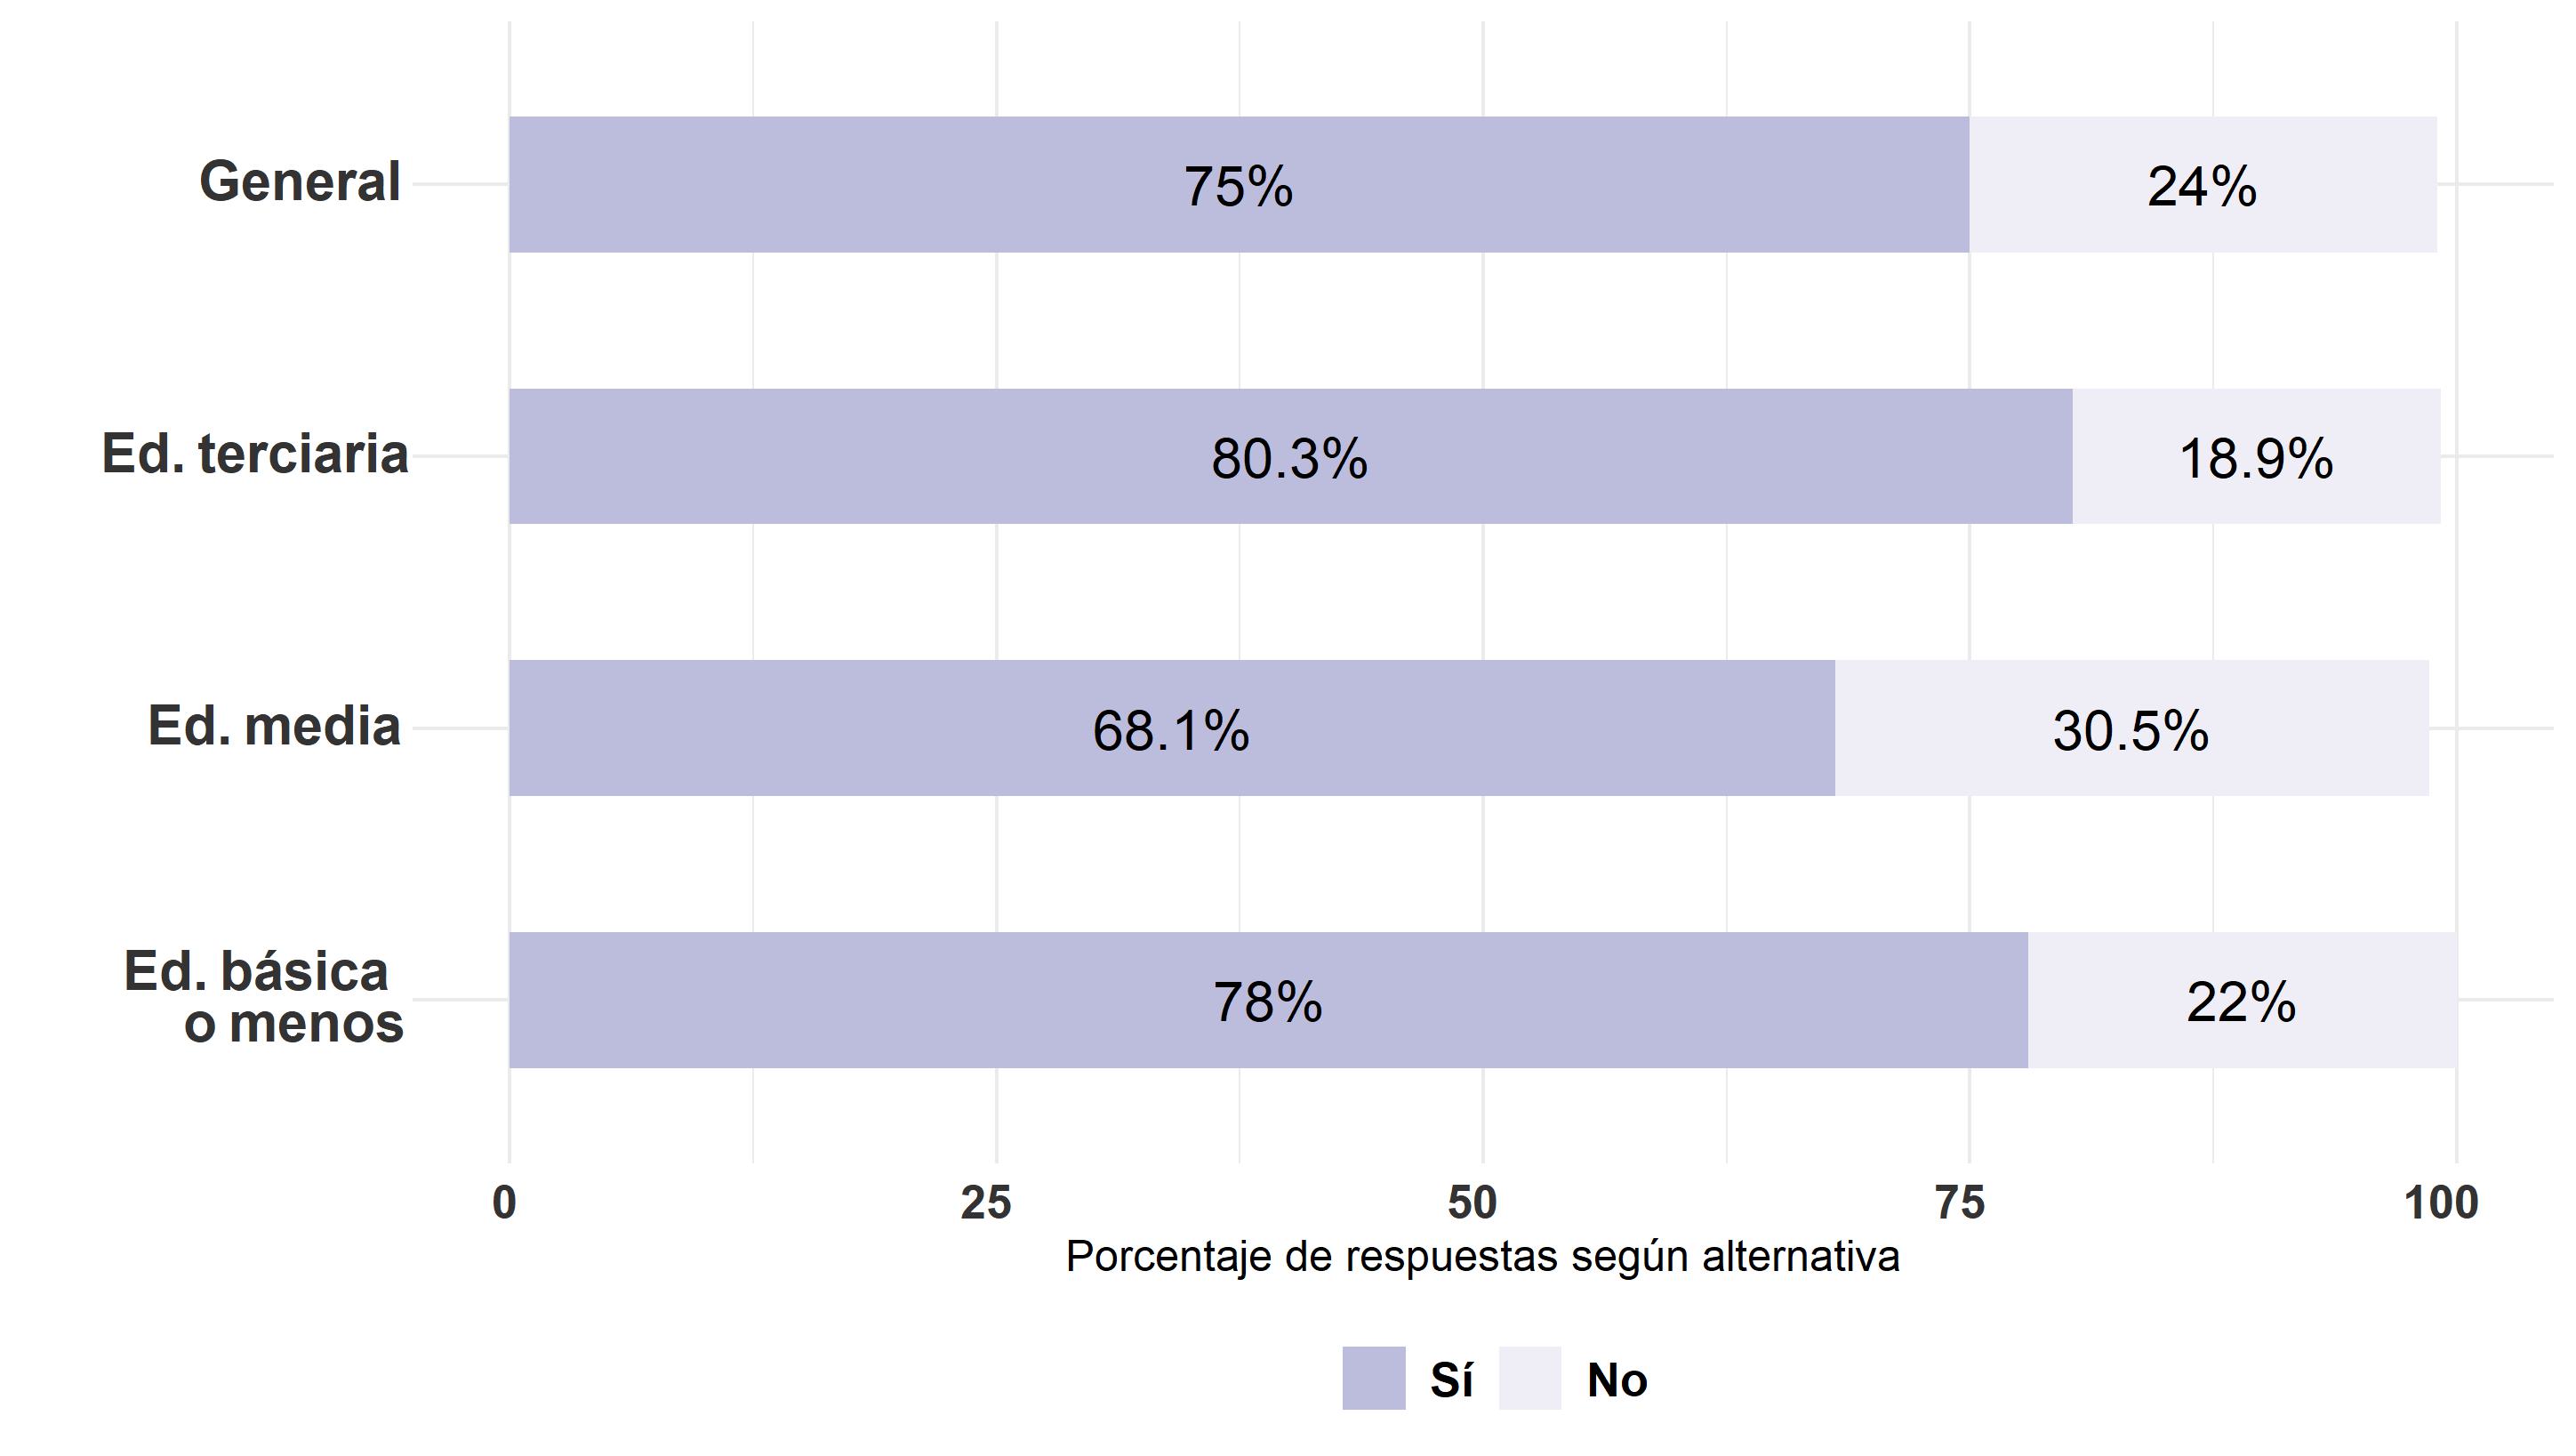 General
75%
24%
Ed. terciaria
80.3%
18.9%
Ed. media
68.1%
30.5%
Ed. básica
o menos
78%
22%
0
25
50
75
100
Porcentaje de respuestas según alternativa
Sí
No